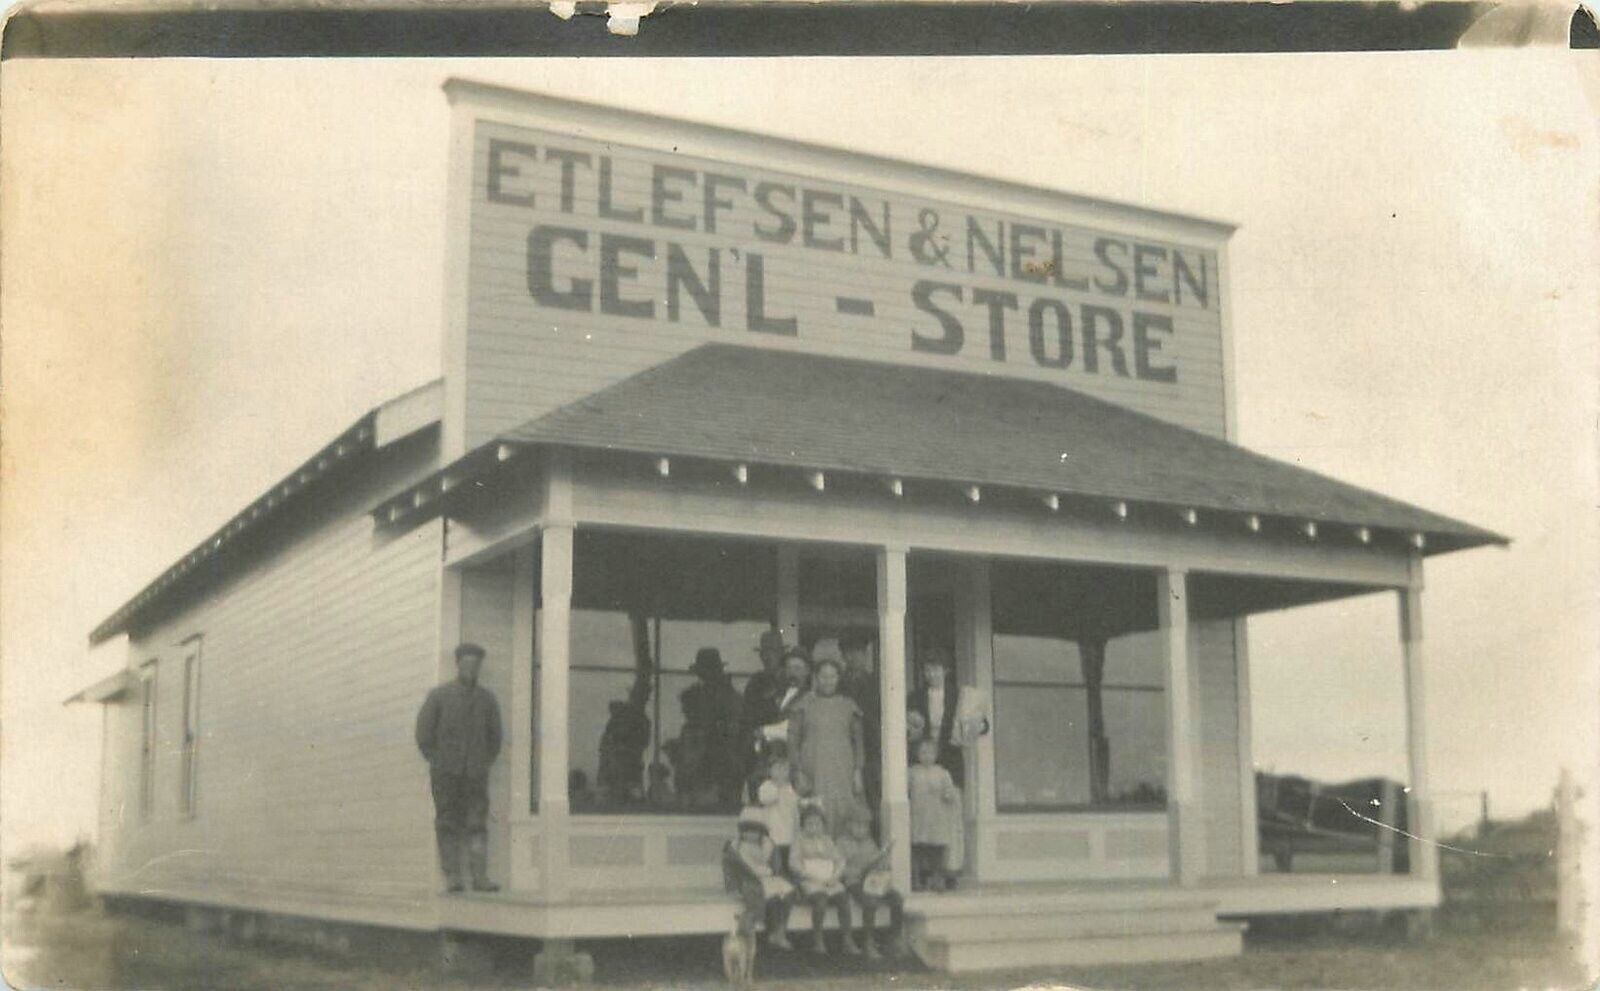 ETLEFSEN & NELSEN
GEN'L - STORE